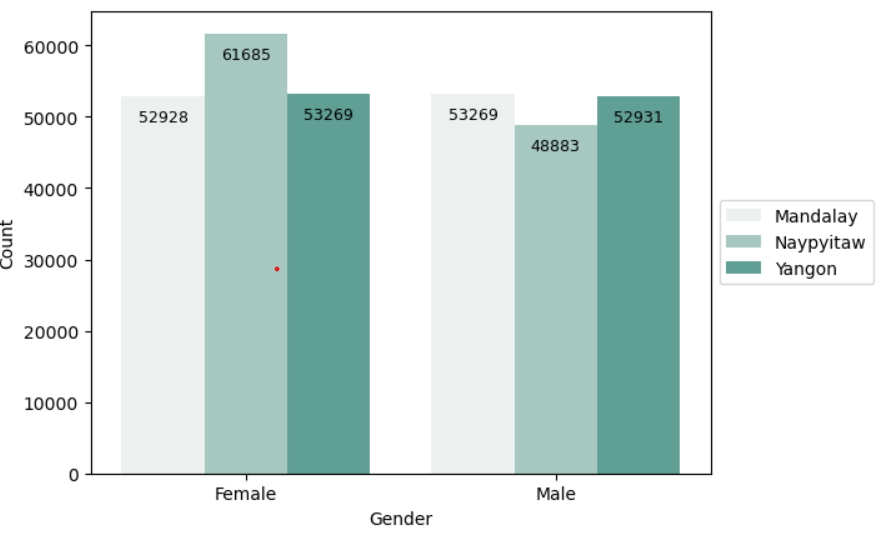 60000
50000
40000
30000
20000
10000
0
Count
52928
61685
53269
53269
48883
52931
Female
Male
Gender
Mandalay
Naypyitaw
Yangon